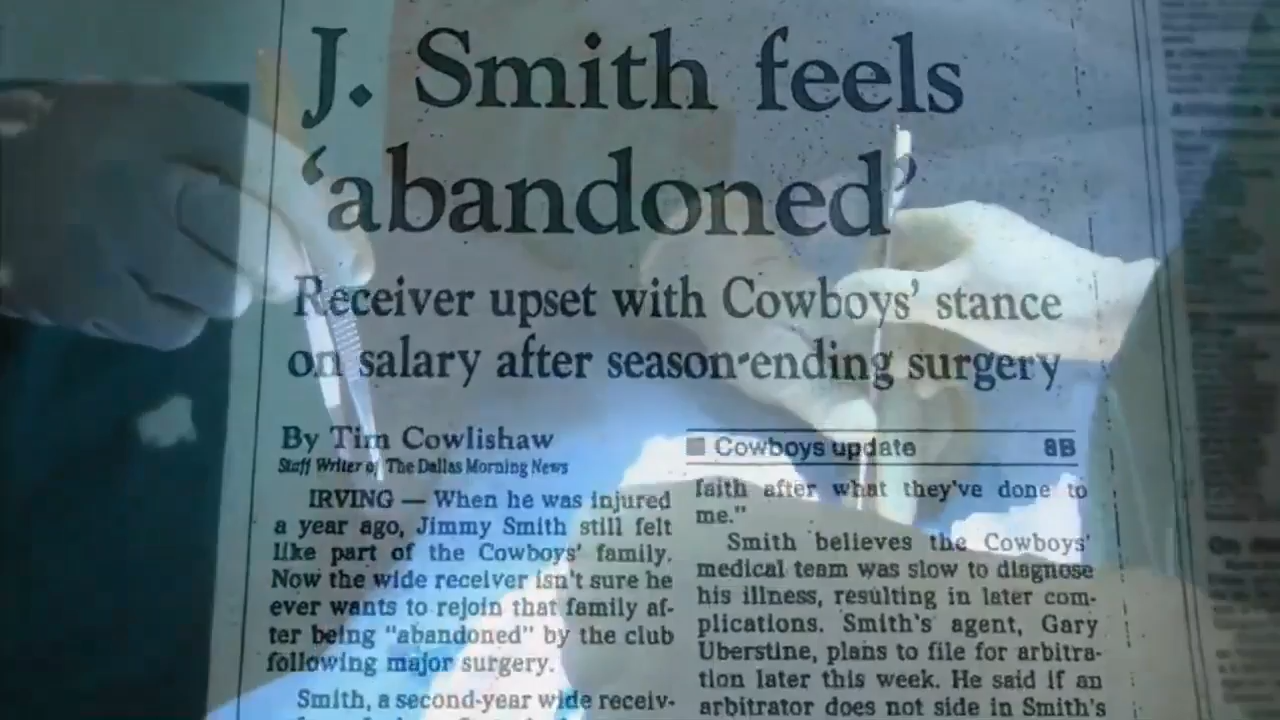 J. Smith feels
‘abandoned’
Receiver upset with Cowboys’ stance
on salary after season-ending surgery
By Tim Cowlishaw
Staff Writer of The Dallas Morning News
IRVING — When he was injured
a year ago, Jimmy Smith still felt
like part of the Cowboys' family.
Now the wide receiver isn't sure he
ever wants to rejoin that family af-
ter being "abandoned" by the club
following major surgery.
Smith, a second-year wide receiv-
■ Cowboys update 8B
faith after what they've done to
me."
Smith believes the Cowboys'
medical team was slow to diagnose
his illness, resulting in later com-
plications. Smith's agent, Gary
Uberstine, plans to file for arbitra-
tion later this week. He said if an
arbitrator does not side in Smith's